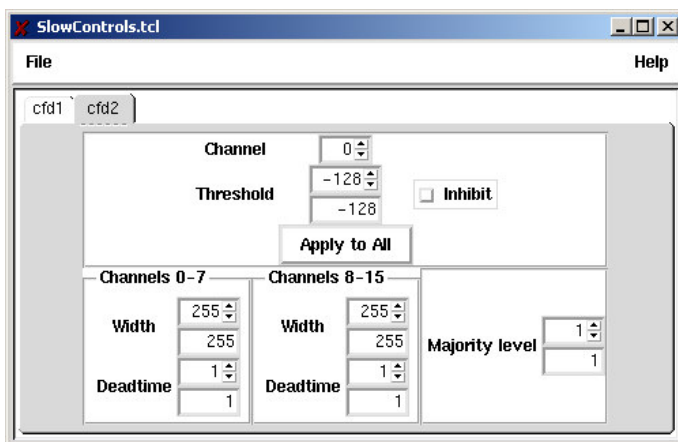 SlowControls.tcl
File Help
cfd1 cfd2
Channel 0
Threshold -128
-128
Inhibit
Apply to All
Channels 0-7
Width 255
255
Deadtime 1
1
Channels 8-15
Width 255
255
Deadtime 1
1
Majority level 1
1